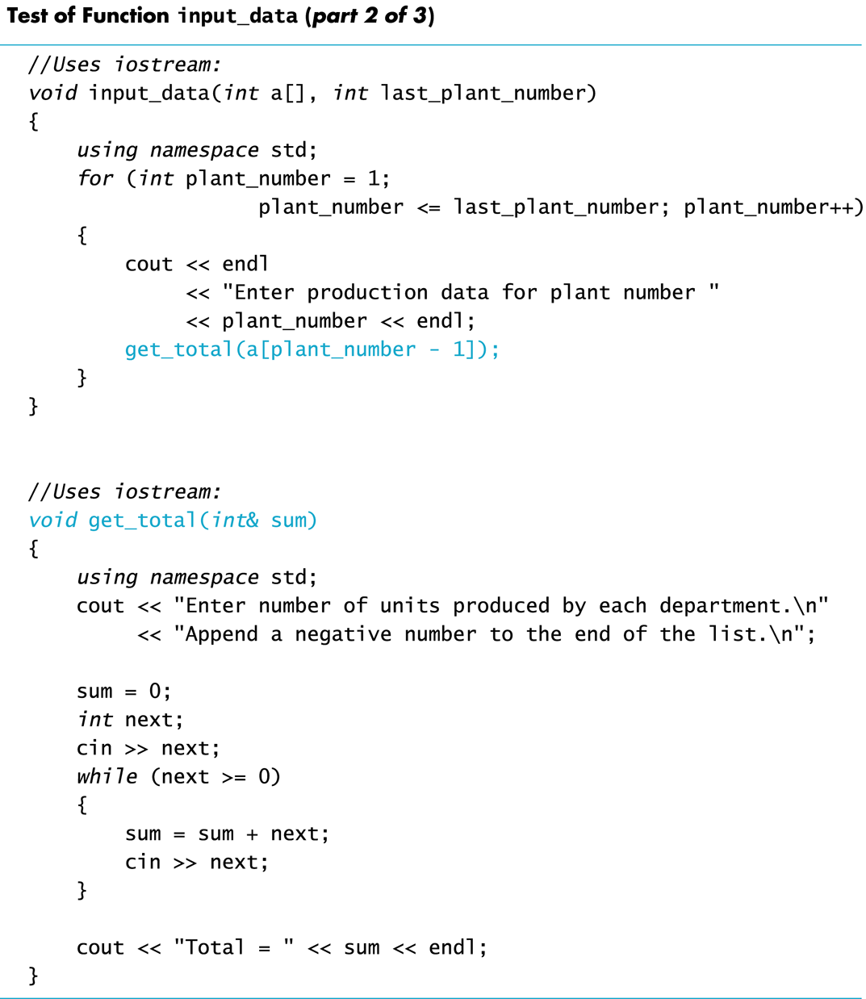 Test of Function input_data (part 2 of 3)
//Uses iostream:
void input_data(int a[], int last_plant_number)
{
    using namespace std;
    for (int plant_number = 1;
                   plant_number <= last_plant_number; plant_number++)
    {
        cout << endl
             << "Enter production data for plant number "
             << plant_number << endl;
        get_total(a[plant_number - 1]);
    }
}
//Uses iostream:
void get_total(int& sum)
{
    using namespace std;
    cout << "Enter number of units produced by each department.\n"
         << "Append a negative number to the end of the list.\n";
    sum = 0;
    int next;
    cin >> next;
    while (next >= 0)
    {
        sum = sum + next;
        cin >> next;
    }
    cout << "Total = " << sum << endl;
}